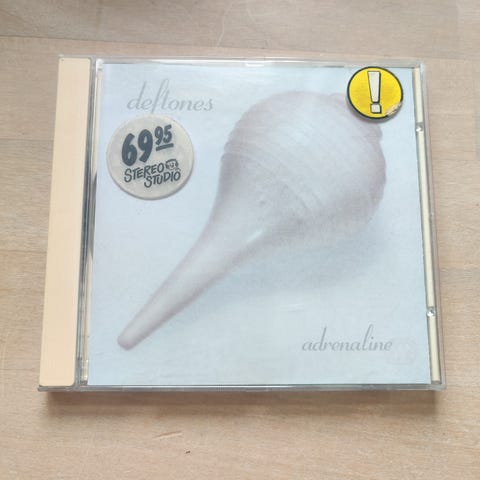 deftones
!
69 95
STEREO
STUDIO
adrenaline